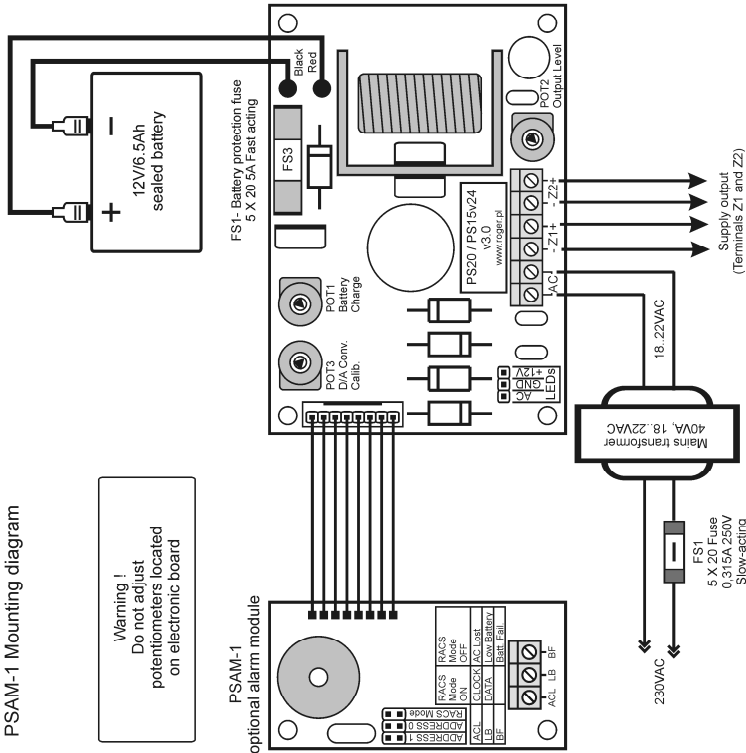 PSAM-1 Mounting diagram
Warning !
Do not adjust
potentiometers located
on electronic board
12V/6.5Ah
sealed battery
-
+
FS1- Battery protection fuse
5 X 20 5A Fast acting
Black
Red
FS3
POT1
Battery
Charge
POT3
D/A Conv.
Calib.
POT2
Output Level
PS20 / PS15v24
v3.0
www.roger.pl
- Z2+
- Z1+
AC
+12V
GND
AC
LEDs
Supply output
(Terminals Z1 and Z2)
18..22VAC
Mains transformer
40VA, 18..22VAC
FS1
5 X 20 Fuse
0,315A 250V
Slow-acting
230VAC
PSAM-1
optional alarm module
RACS Mode
ADDRESS 0
ADDRESS 1
RACS
Mode
ON
RACS
Mode
OFF
ACL CLOCK AC Lost
LB DATA Low Battery
BF Batt. Fail.
ACL LB BF